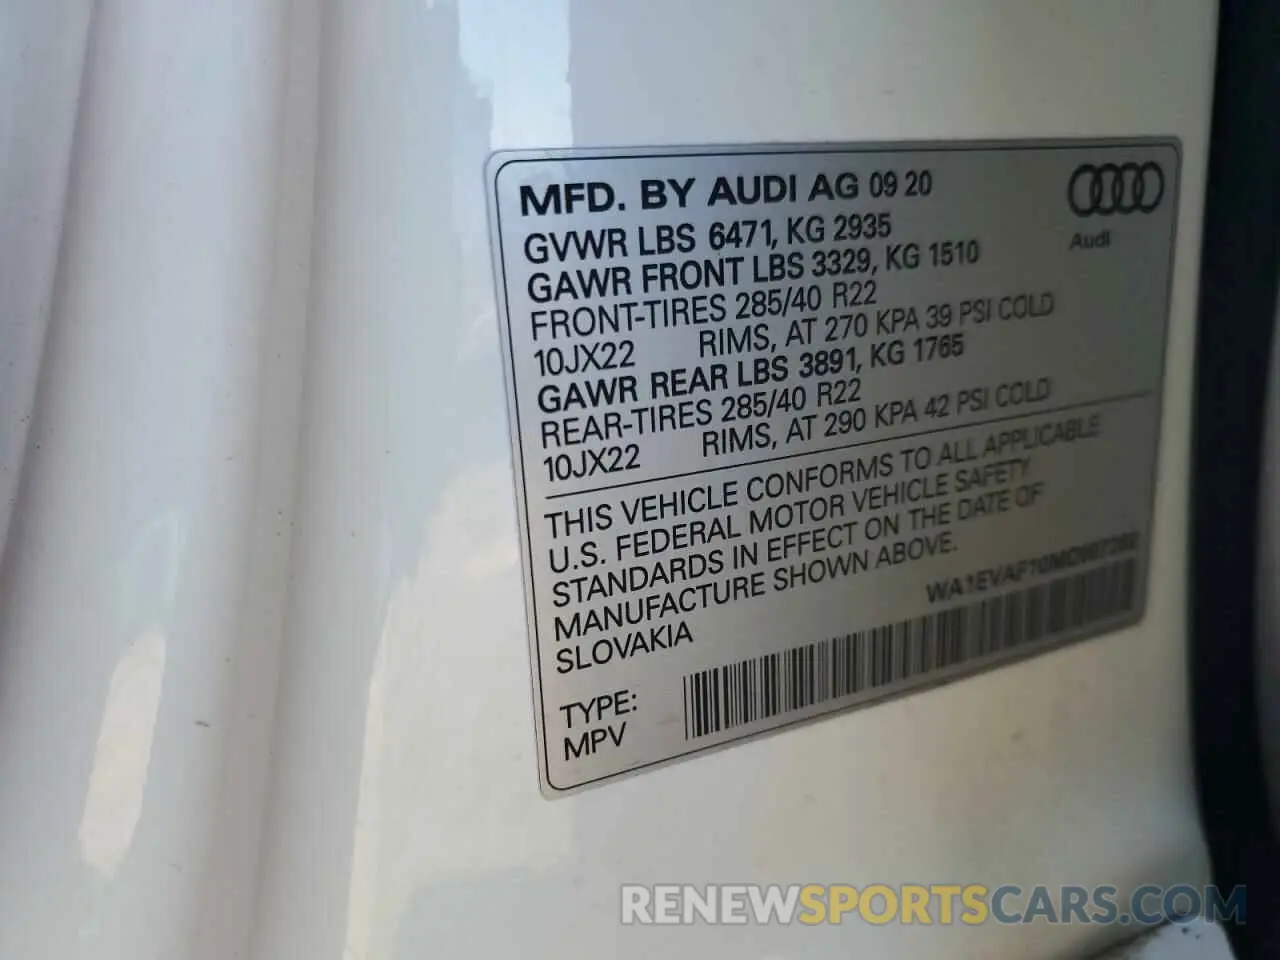 MFD. BY AUDI AG 09 20
Audi
GVWR LBS 6471, KG 2935
GAWR FRONT LBS 3329, KG 1510
FRONT-TIRES 285/40 R22
10JX22 RIMS, AT 270 KPA 39 PSI COLD
GAWR REAR LBS 3891, KG 1765
REAR-TIRES 285/40 R22
10JX22 RIMS, AT 290 KPA 42 PSI COLD
THIS VEHICLE CONFORMS TO ALL APPLICABLE
U.S. FEDERAL MOTOR VEHICLE SAFETY
STANDARDS IN EFFECT ON THE DATE OF
MANUFACTURE SHOWN ABOVE.
SLOVAKIA
TYPE:
MPV
RENEWSPORTSCARS.COM